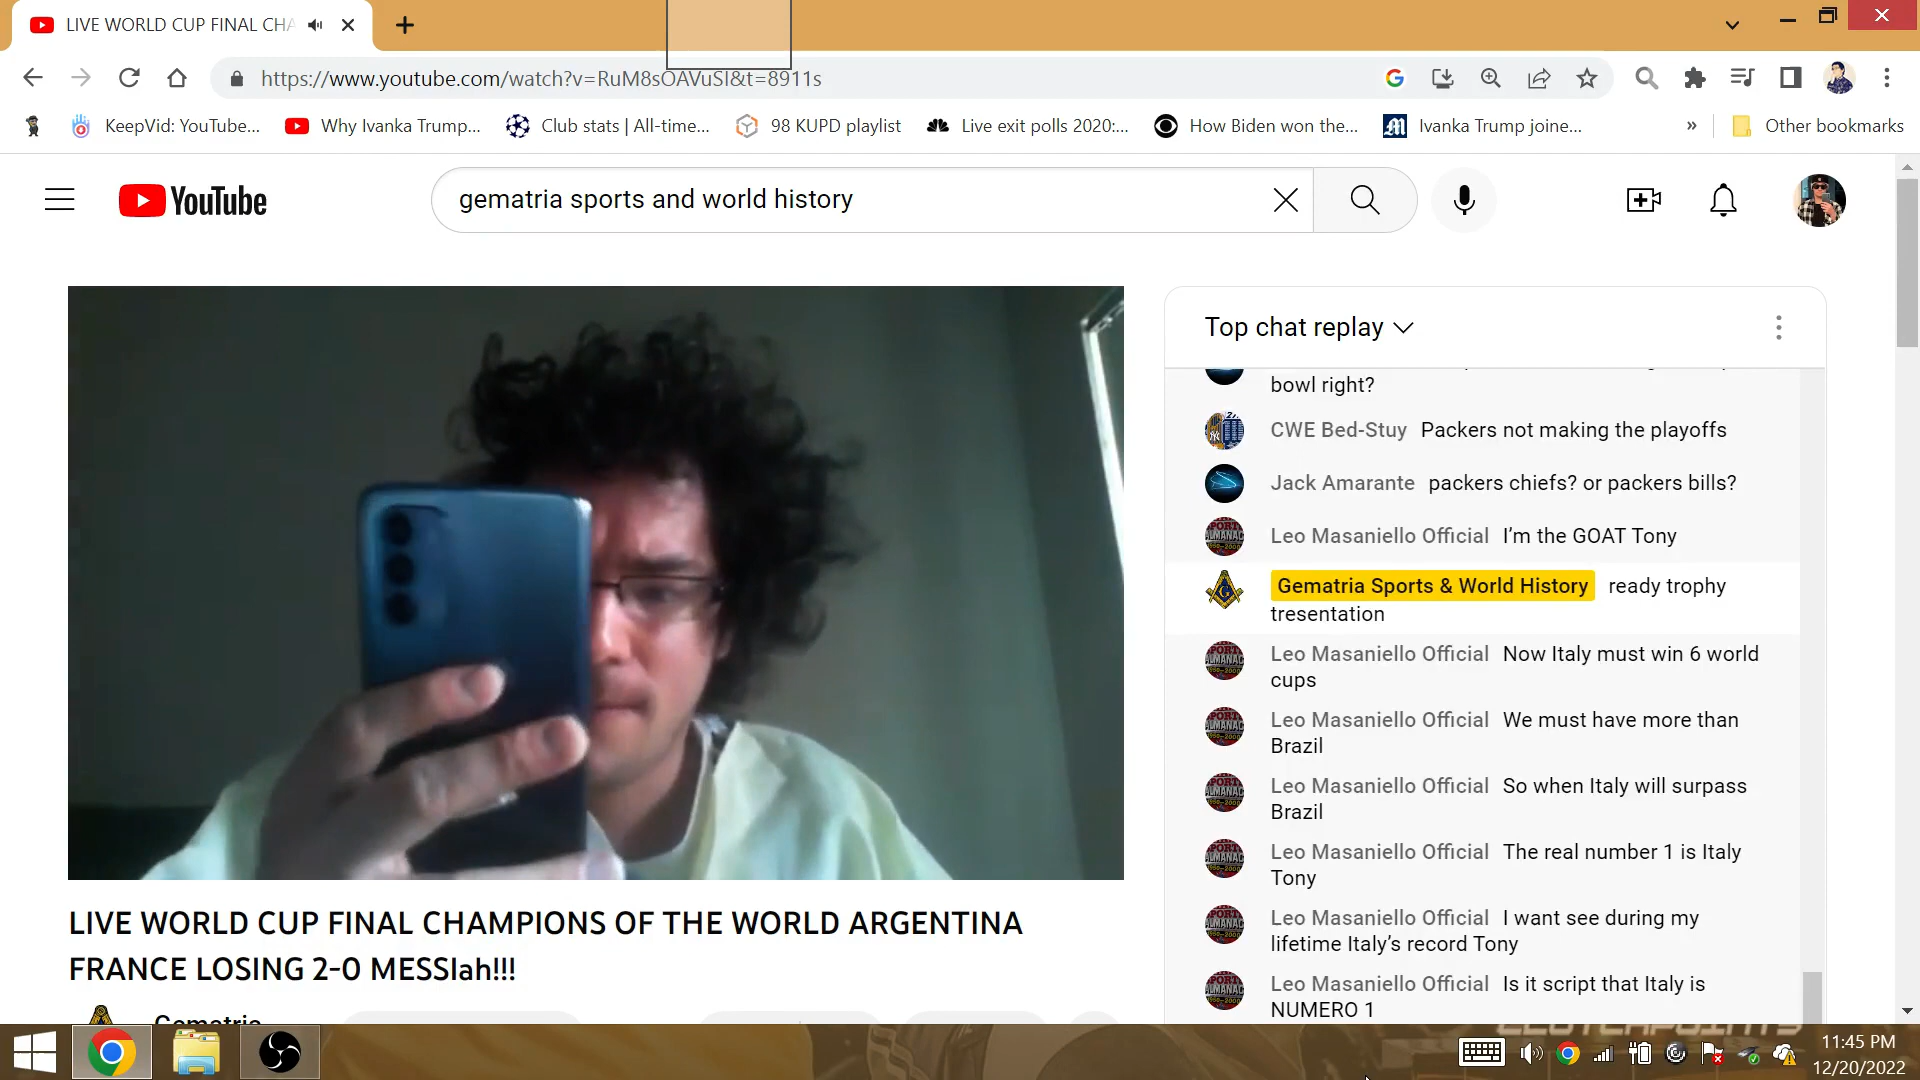 LIVE WORLD CUP FINAL CHA
https://www.youtube.com/watch?v=RuM8sOAVuSI&t=8911s
KeepVid: YouTube...
Why Ivanka Trump...
Club stats | All-time...
98 KUPD playlist
Live exit polls 2020:...
How Biden won the...
Ivanka Trump joine...
»
Other bookmarks
YouTube
gematria sports and world history
Top chat replay
bowl right?
CWE Bed-Stuy Packers not making the playoffs
Jack Amarante packers chiefs? or packers bills?
Leo Masaniello Official I'm the GOAT Tony
Gematria Sports & World History ready trophy
tresentation
Leo Masaniello Official Now Italy must win 6 world
cups
Leo Masaniello Official We must have more than
Brazil
Leo Masaniello Official So when Italy will surpass
Brazil
Leo Masaniello Official The real number 1 is Italy
Tony
Leo Masaniello Official I want see during my
lifetime Italy's record Tony
Leo Masaniello Official Is it script that Italy is
NUMERO 1
LIVE WORLD CUP FINAL CHAMPIONS OF THE WORLD ARGENTINA
FRANCE LOSING 2-0 MESSIah!!!
Gematria
CLUTCHPOINTS
11:45 PM
12/20/2022